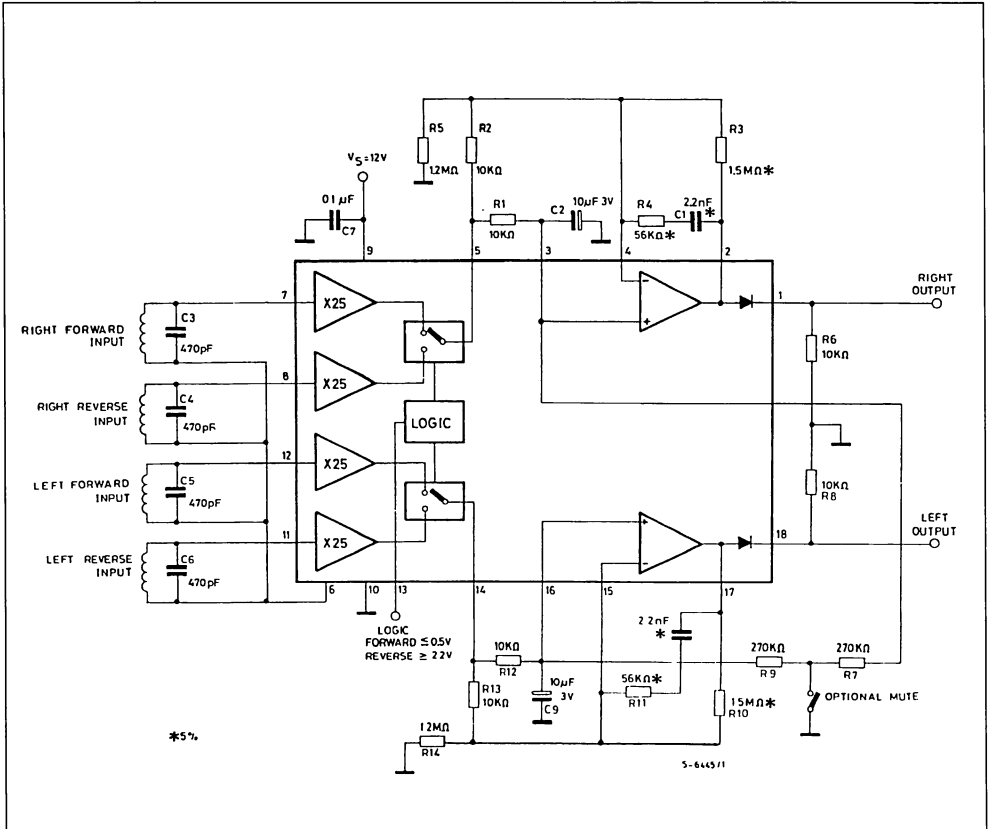 R5
1.2MΩ
R2
10KΩ
R3
1.5MΩ*
VS=12V
01 µF
C7
R1
10KΩ
C2
10µF 3V
R4
56KΩ*
C1
2.2nF
*
9
5
3
4
2
7
X25
RIGHT FORWARD
INPUT
C3
470pF
1
RIGHT
OUTPUT
-
+
R6
10KΩ
8
X25
RIGHT REVERSE
INPUT
C4
470pF
LOGIC
12
X25
LEFT FORWARD
INPUT
C5
470pF
10KΩ
R8
11
X25
LEFT REVERSE
INPUT
C6
470pF
+
-
18
LEFT
OUTPUT
6
10
13
14
16
15
17
LOGIC
FORWARD ≤ 0.5V
REVERSE ≥ 2.2V
10KΩ
R12
2 2nF
*
270KΩ
R9
270KΩ
R7
R13
10KΩ
10µF
3V
C9
56KΩ*
R11
1 5MΩ*
R10
OPTIONAL MUTE
12MΩ
R14
*5%
S-6445/1